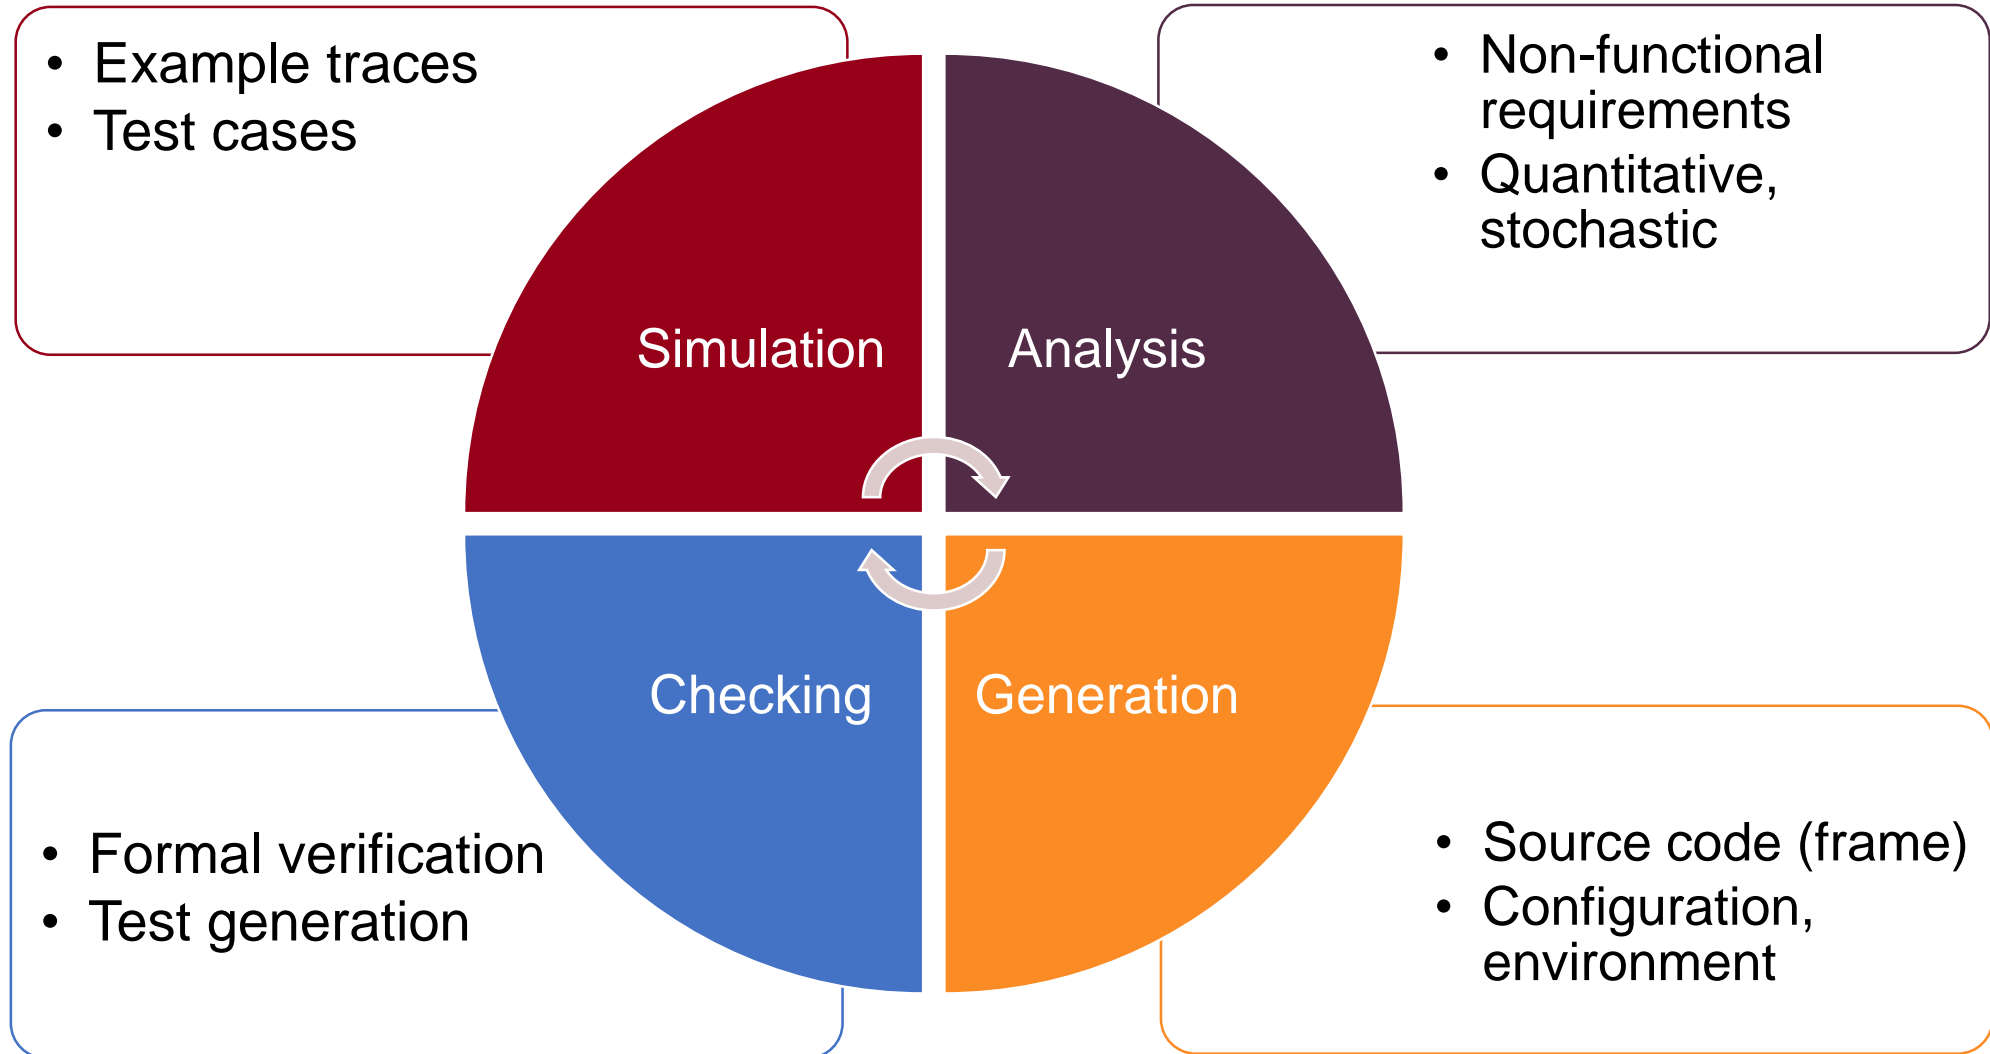 • Example traces
• Test cases
• Non-functional
requirements
• Quantitative,
stochastic
Simulation
Analysis
Checking
Generation
• Formal verification
• Test generation
• Source code (frame)
• Configuration,
environment